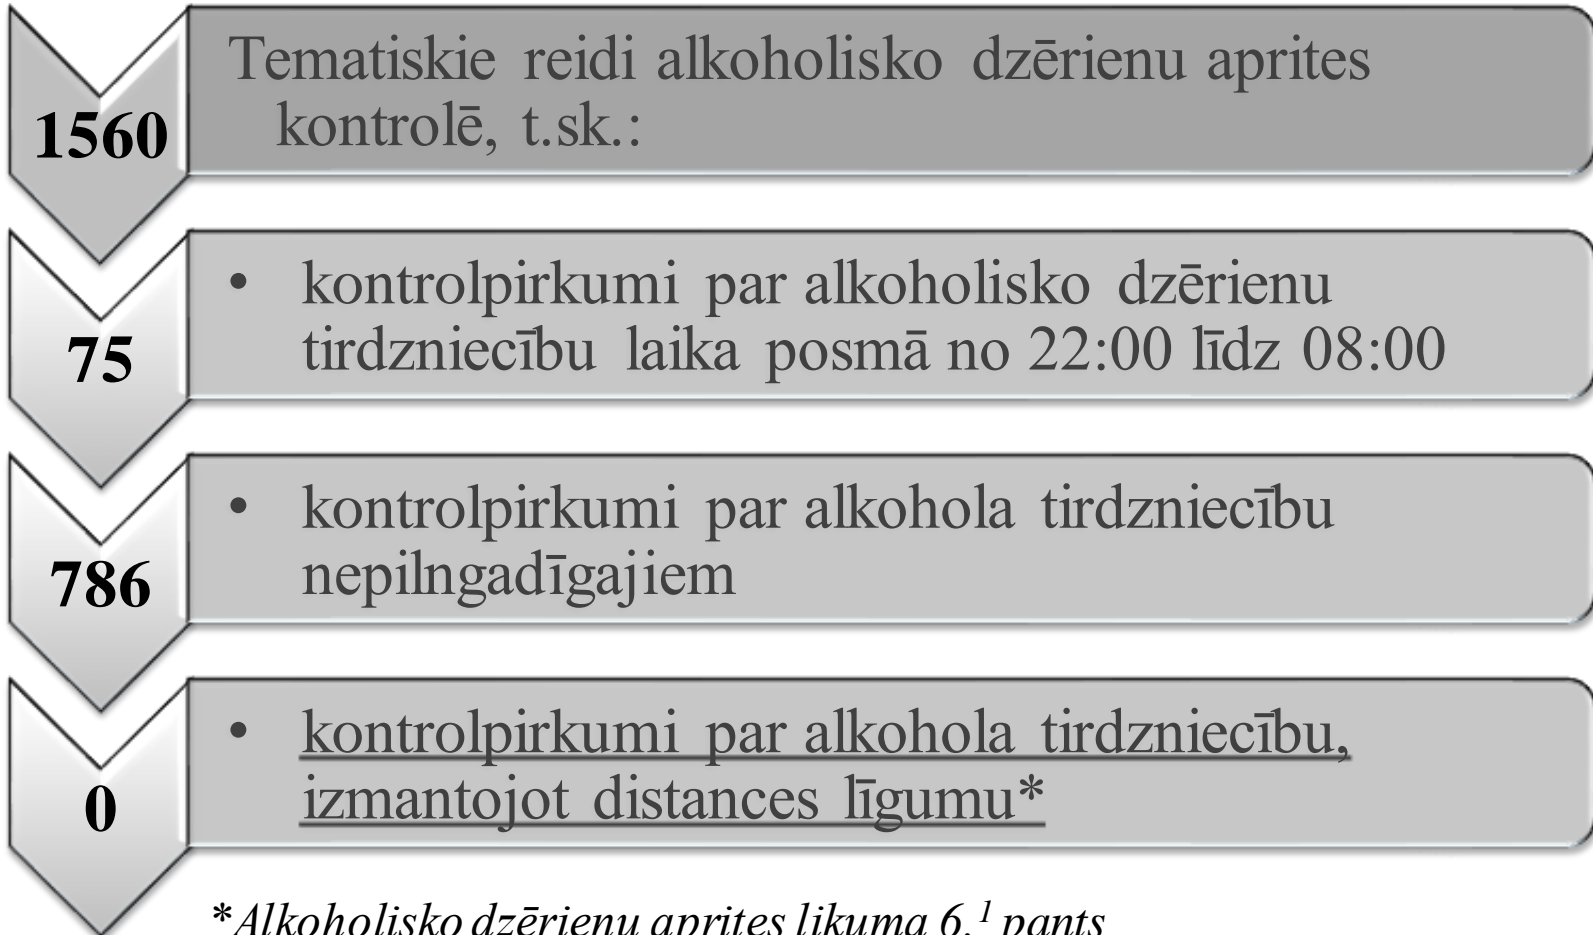 1560
Tematiskie reidi alkoholisko dzērienu aprites
kontrolē, t.sk.:
75
• kontrolpirkumi par alkoholisko dzērienu
tirdzniecību laika posmā no 22:00 līdz 08:00
786
• kontrolpirkumi par alkohola tirdzniecību
nepilngadīgajiem
0
• kontrolpirkumi par alkohola tirdzniecību,
izmantojot distances līgumu*
*Alkoholisko dzērienu aprites likuma 6.¹ pants